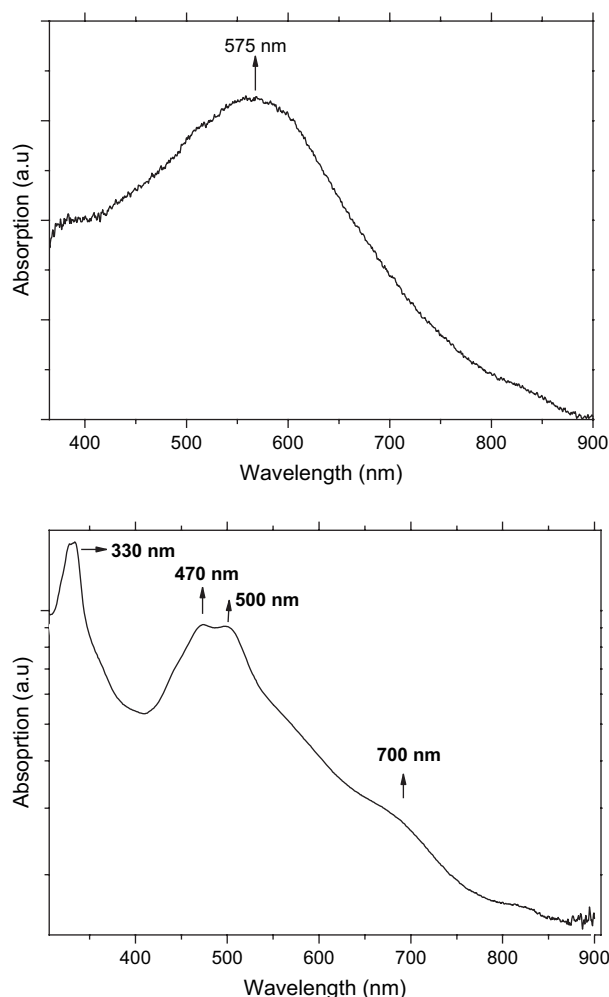 575 nm
Absorption (a.u)
400 500 600 700 800 900
Wavelength (nm)
330 nm
470 nm
500 nm
700 nm
Absoprtion (a.u)
400 500 600 700 800 900
Wavelength (nm)